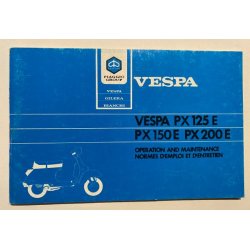 PIAGGIO
GROUP
VESPA
GILERA
BIANCHI
VESPA
VESPA PX 125 E
PX 150 E PX 200 E
OPERATION AND MAINTENANCE
NORMES D'EMPLOI ET D'ENTRETIEN